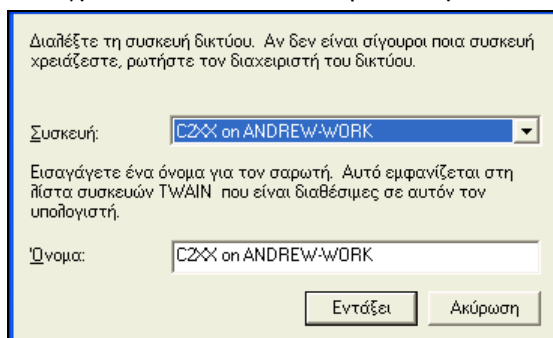 Διαλέξτε τη συσκευή δικτύου. Αν δεν είναι σίγουροι ποια συσκευή
χρειάζεστε, ρωτήστε τον διαχειριστή του δικτύου.
Συσκευή: C2XX on ANDREW-WORK
Εισαγάγετε ένα όνομα για τον σαρωτή. Αυτό εμφανίζεται στη
λίστα συσκευών TWAIN που είναι διαθέσιμες σε αυτόν τον
υπολογιστή.
Όνομα: C2XX on ANDREW-WORK
Εντάξει Ακύρωση